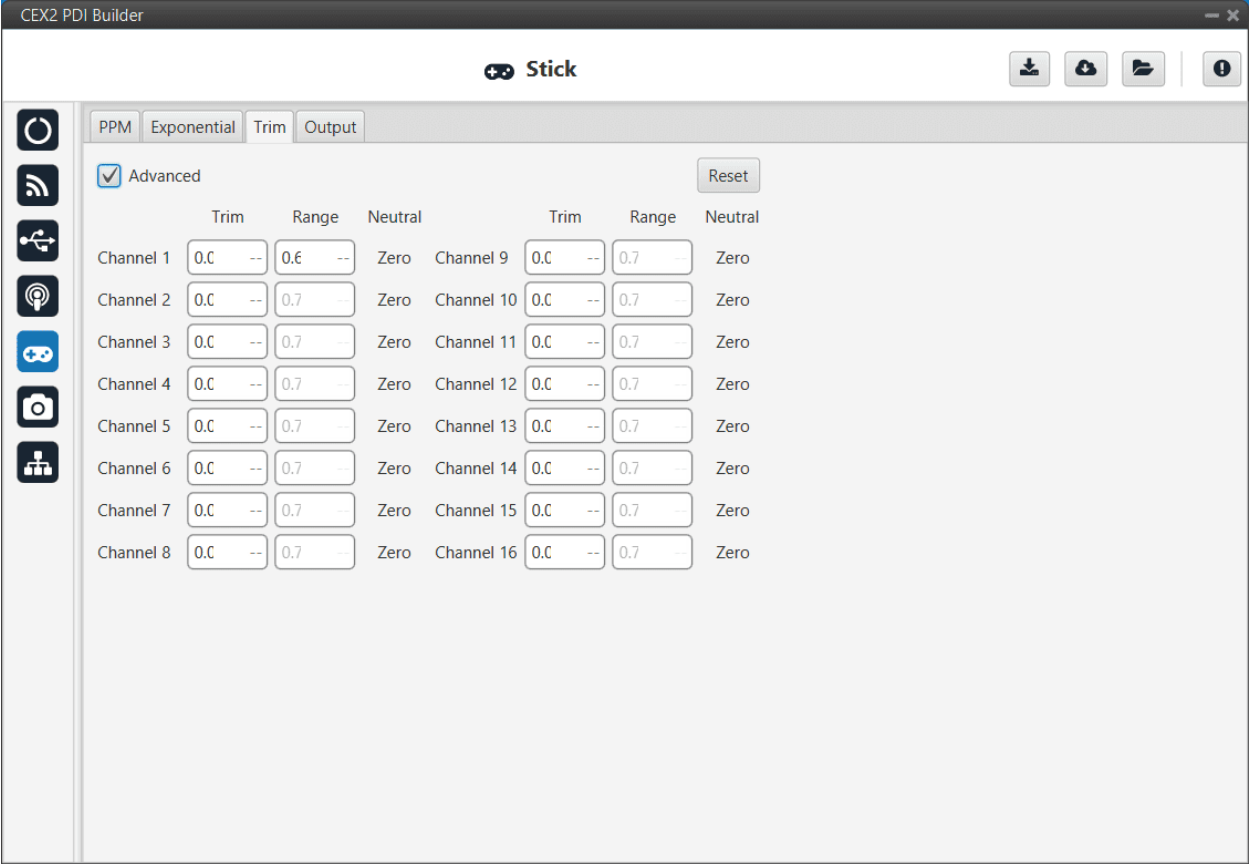 CEX2 PDI Builder
Stick
PPM Exponential Trim Output
Advanced Reset
Trim Range Neutral Trim Range Neutral
Channel 1 0.0 -- 0.6 -- Zero Channel 9 0.0 -- 0.7 -- Zero
Channel 2 0.0 -- 0.7 -- Zero Channel 10 0.0 -- 0.7 -- Zero
Channel 3 0.0 -- 0.7 -- Zero Channel 11 0.0 -- 0.7 -- Zero
Channel 4 0.0 -- 0.7 -- Zero Channel 12 0.0 -- 0.7 -- Zero
Channel 5 0.0 -- 0.7 -- Zero Channel 13 0.0 -- 0.7 -- Zero
Channel 6 0.0 -- 0.7 -- Zero Channel 14 0.0 -- 0.7 -- Zero
Channel 7 0.0 -- 0.7 -- Zero Channel 15 0.0 -- 0.7 -- Zero
Channel 8 0.0 -- 0.7 -- Zero Channel 16 0.0 -- 0.7 -- Zero